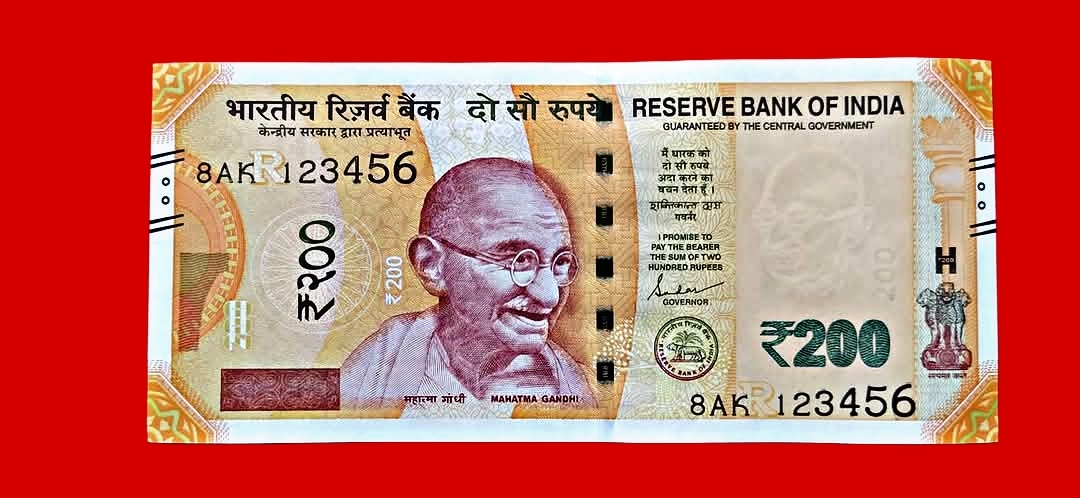 भारतीय रिज़र्व बैंक दो सौ रुपये
केन्द्रीय सरकार द्वारा प्रत्याभूत
8AK R 123456
₹२००
₹200
महात्मा गांधी MAHATMA GANDHI
RESERVE BANK OF INDIA
GUARANTEED BY THE CENTRAL GOVERNMENT
मैं धारक को
दो सौ रुपये
अदा करने का
वचन देता हूँ ।
गवर्नर
I PROMISE TO
PAY THE BEARER
THE SUM OF TWO
HUNDRED RUPEES
GOVERNOR
भारतीय रिज़र्व बैंक
RESERVE BANK OF INDIA
200
₹200
H
₹200
सत्यमेव जयते
8AK R 123456